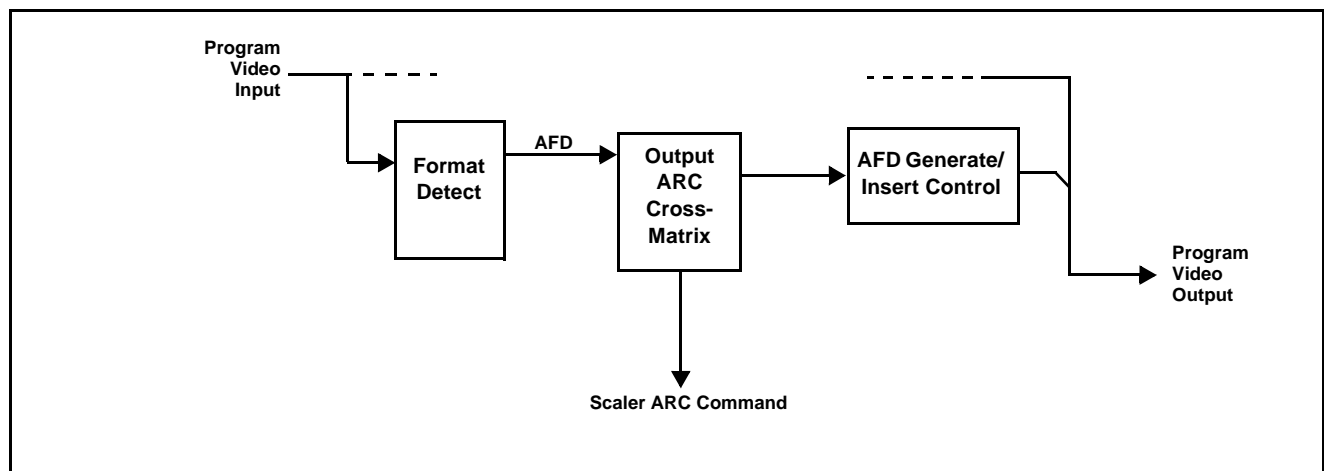 Program
Video
Input
Format
Detect
AFD
Output
ARC
Cross-
Matrix
AFD Generate/
Insert Control
Program
Video
Output
Scaler ARC Command